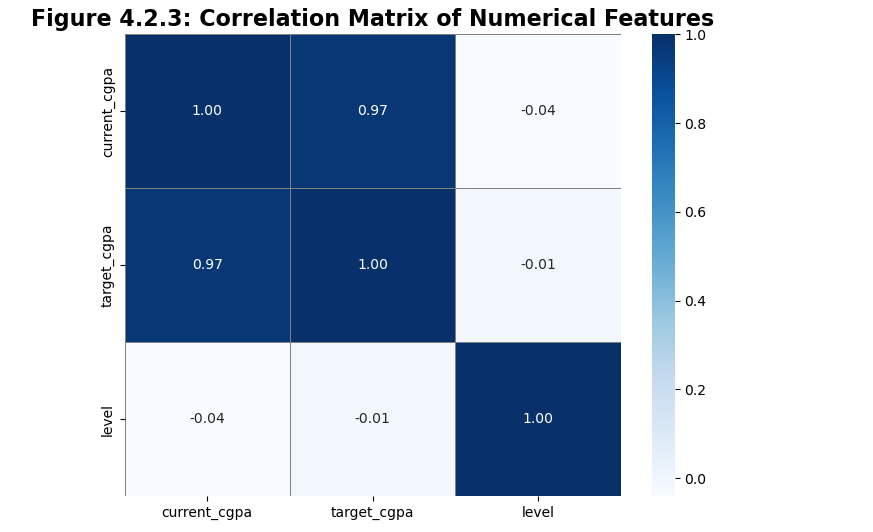 Figure 4.2.3: Correlation Matrix of Numerical Features
1.0
current_cgpa
1.00
0.97
-0.04
0.8
0.6
target_cgpa
0.97
1.00
-0.01
0.4
0.2
level
-0.04
-0.01
1.00
0.0
current_cgpa
target_cgpa
level